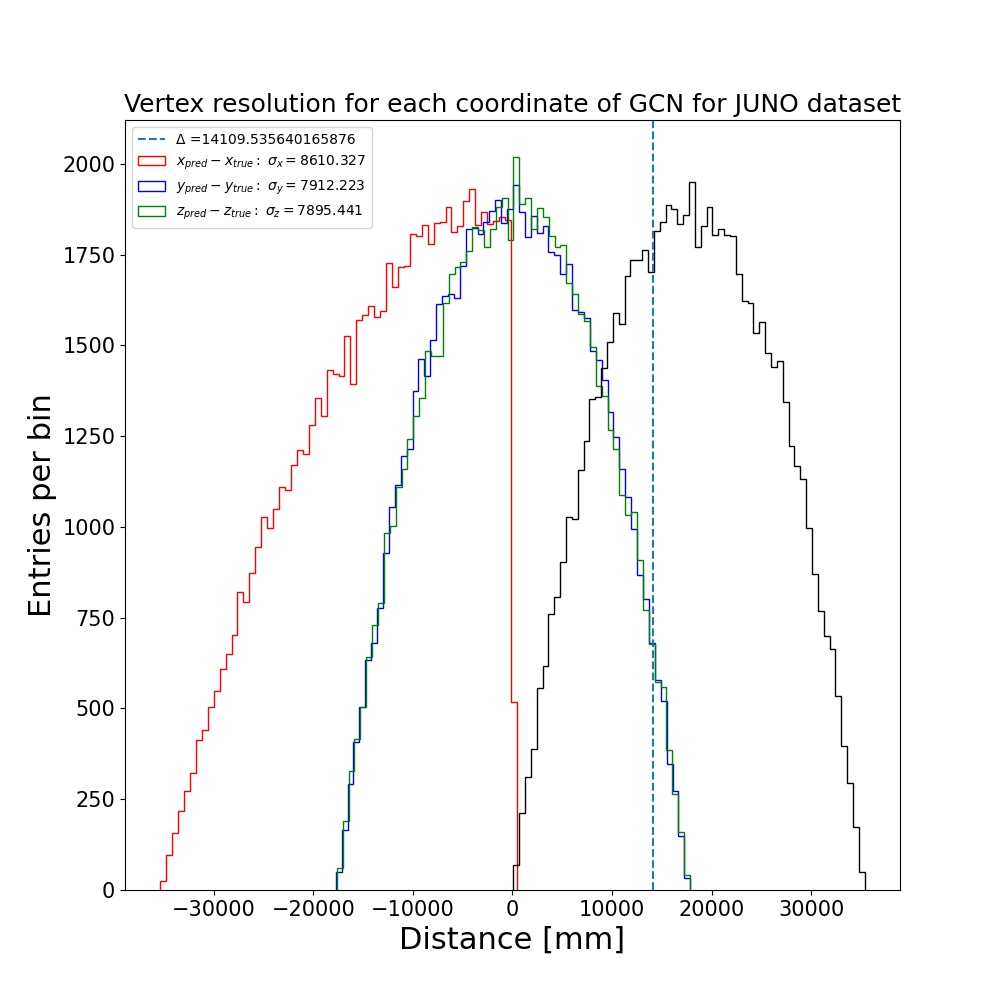 Vertex resolution for each coordinate of GCN for JUNO dataset
Δ =14109.535640165876
x_pred − x_true : σ_x = 8610.327
y_pred − y_true : σ_y = 7912.223
z_pred − z_true : σ_z = 7895.441
Entries per bin
2000
1750
1500
1250
1000
750
500
250
0
−30000 −20000 −10000 0 10000 20000 30000
Distance [mm]